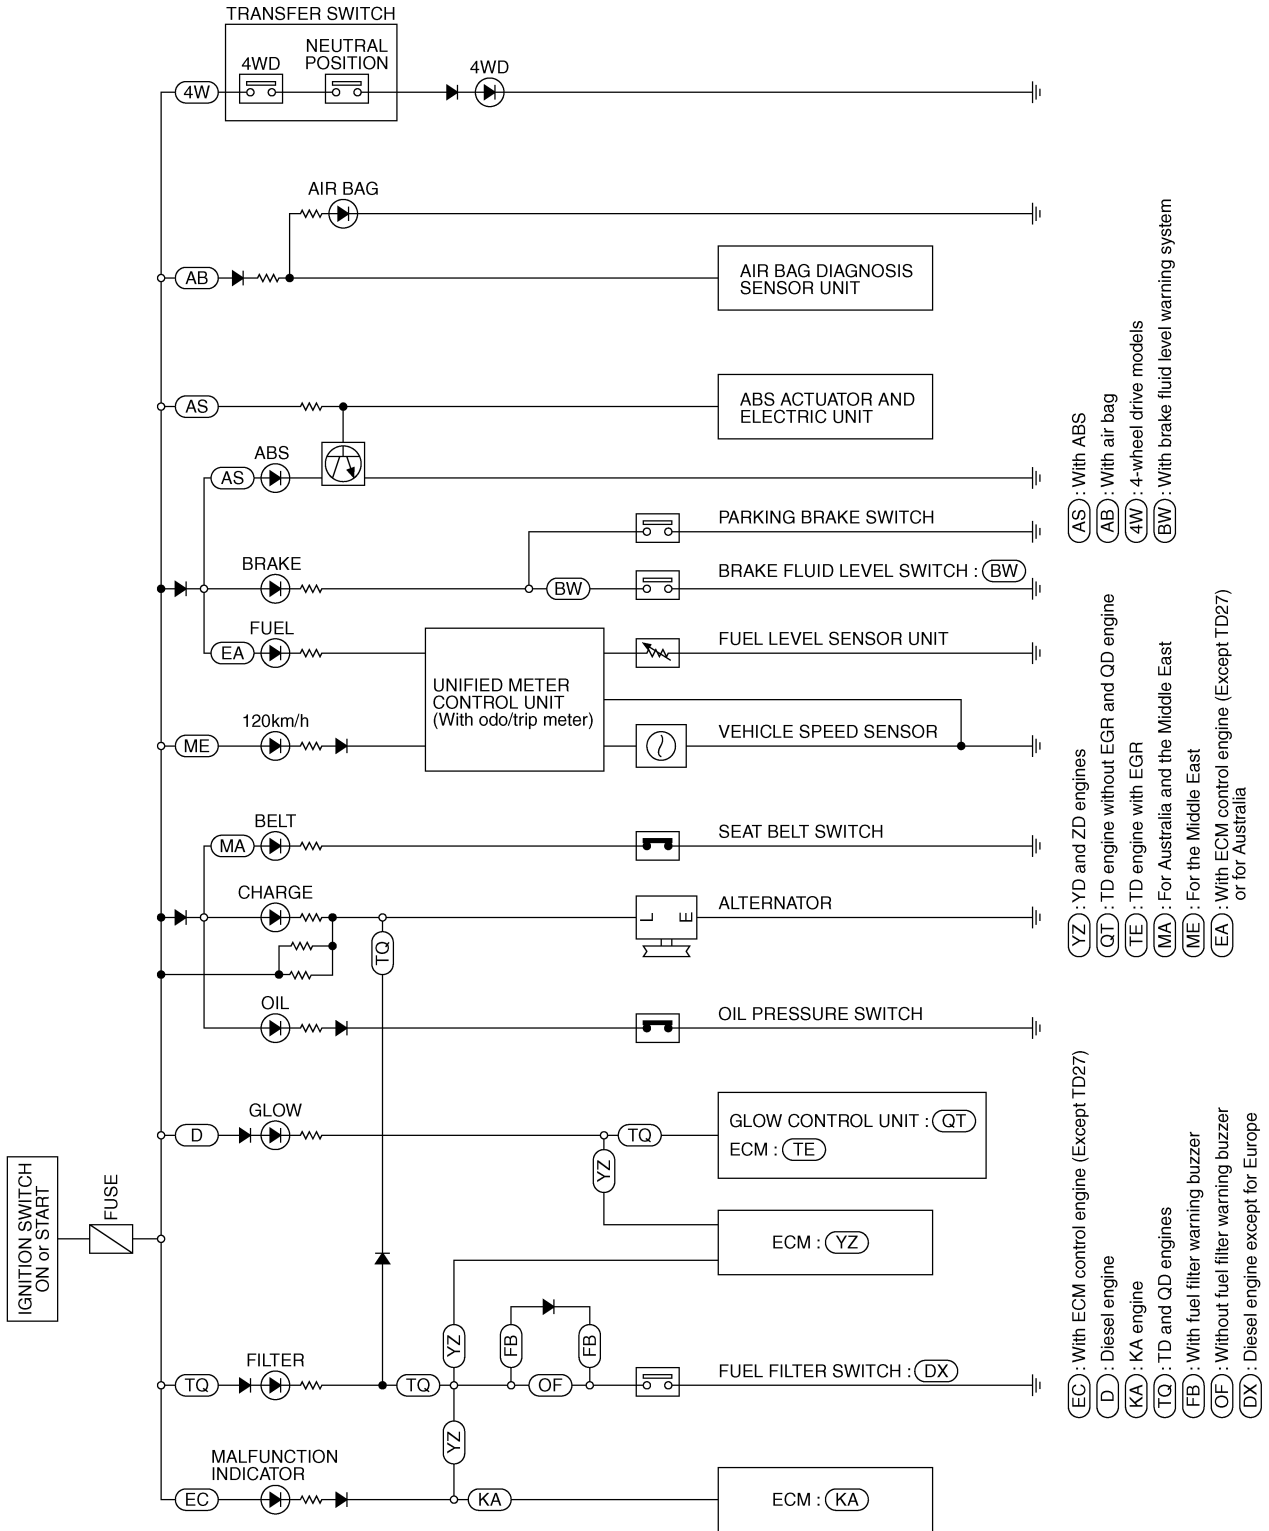 TRANSFER SWITCH
4WD
NEUTRAL
POSITION
4WD
4W
AIR BAG
AB
AIR BAG DIAGNOSIS
SENSOR UNIT
AS
ABS ACTUATOR AND
ELECTRIC UNIT
ABS
AS
PARKING BRAKE SWITCH
BRAKE
BW
BRAKE FLUID LEVEL SWITCH : BW
FUEL
EA
FUEL LEVEL SENSOR UNIT
UNIFIED METER
CONTROL UNIT
(With odo/trip meter)
120km/h
ME
VEHICLE SPEED SENSOR
BELT
MA
SEAT BELT SWITCH
CHARGE
L E
ALTERNATOR
TQ
OIL
OIL PRESSURE SWITCH
GLOW
D
TQ
GLOW CONTROL UNIT : QT
ECM : TE
YZ
IGNITION SWITCH
ON or START
FUSE
ECM : YZ
YZ
FB
FB
FILTER
TQ
TQ
OF
FUEL FILTER SWITCH : DX
YZ
MALFUNCTION
INDICATOR
EC
KA
ECM : KA
AS : With ABS
AB : With air bag
4W : 4-wheel drive models
BW : With brake fluid level warning system
YZ : YD and ZD engines
QT : TD engine without EGR and QD engine
TE : TD engine with EGR
MA : For Australia and the Middle East
ME : For the Middle East
EA : With ECM control engine (Except TD27)
or for Australia
EC : With ECM control engine (Except TD27)
D : Diesel engine
KA : KA engine
TQ : TD and QD engines
FB : With fuel filter warning buzzer
OF : Without fuel filter warning buzzer
DX : Diesel engine except for Europe